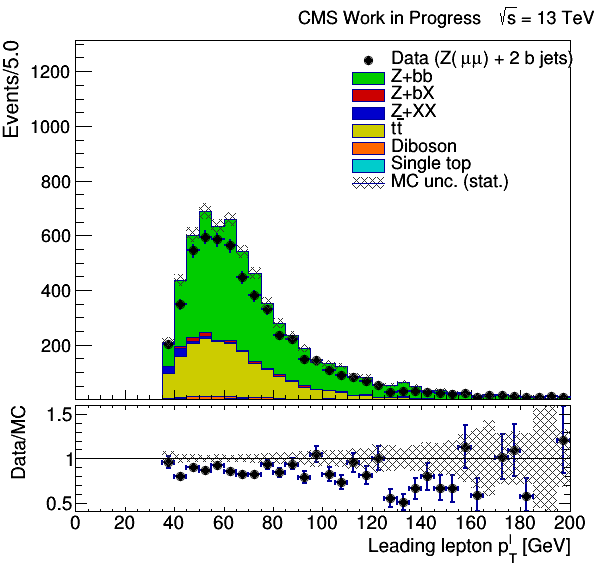 CMS Work in Progress √s = 13 TeV
Events/5.0
1200
1000
800
600
400
200
Data (Z(μμ) + 2 b jets)
Z+bb
Z+bX
Z+XX
tt̄
Diboson
Single top
MC unc. (stat.)
Data/MC
1.5
1
0.5
0 20 40 60 80 100 120 140 160 180 200
Leading lepton p_T^l [GeV]